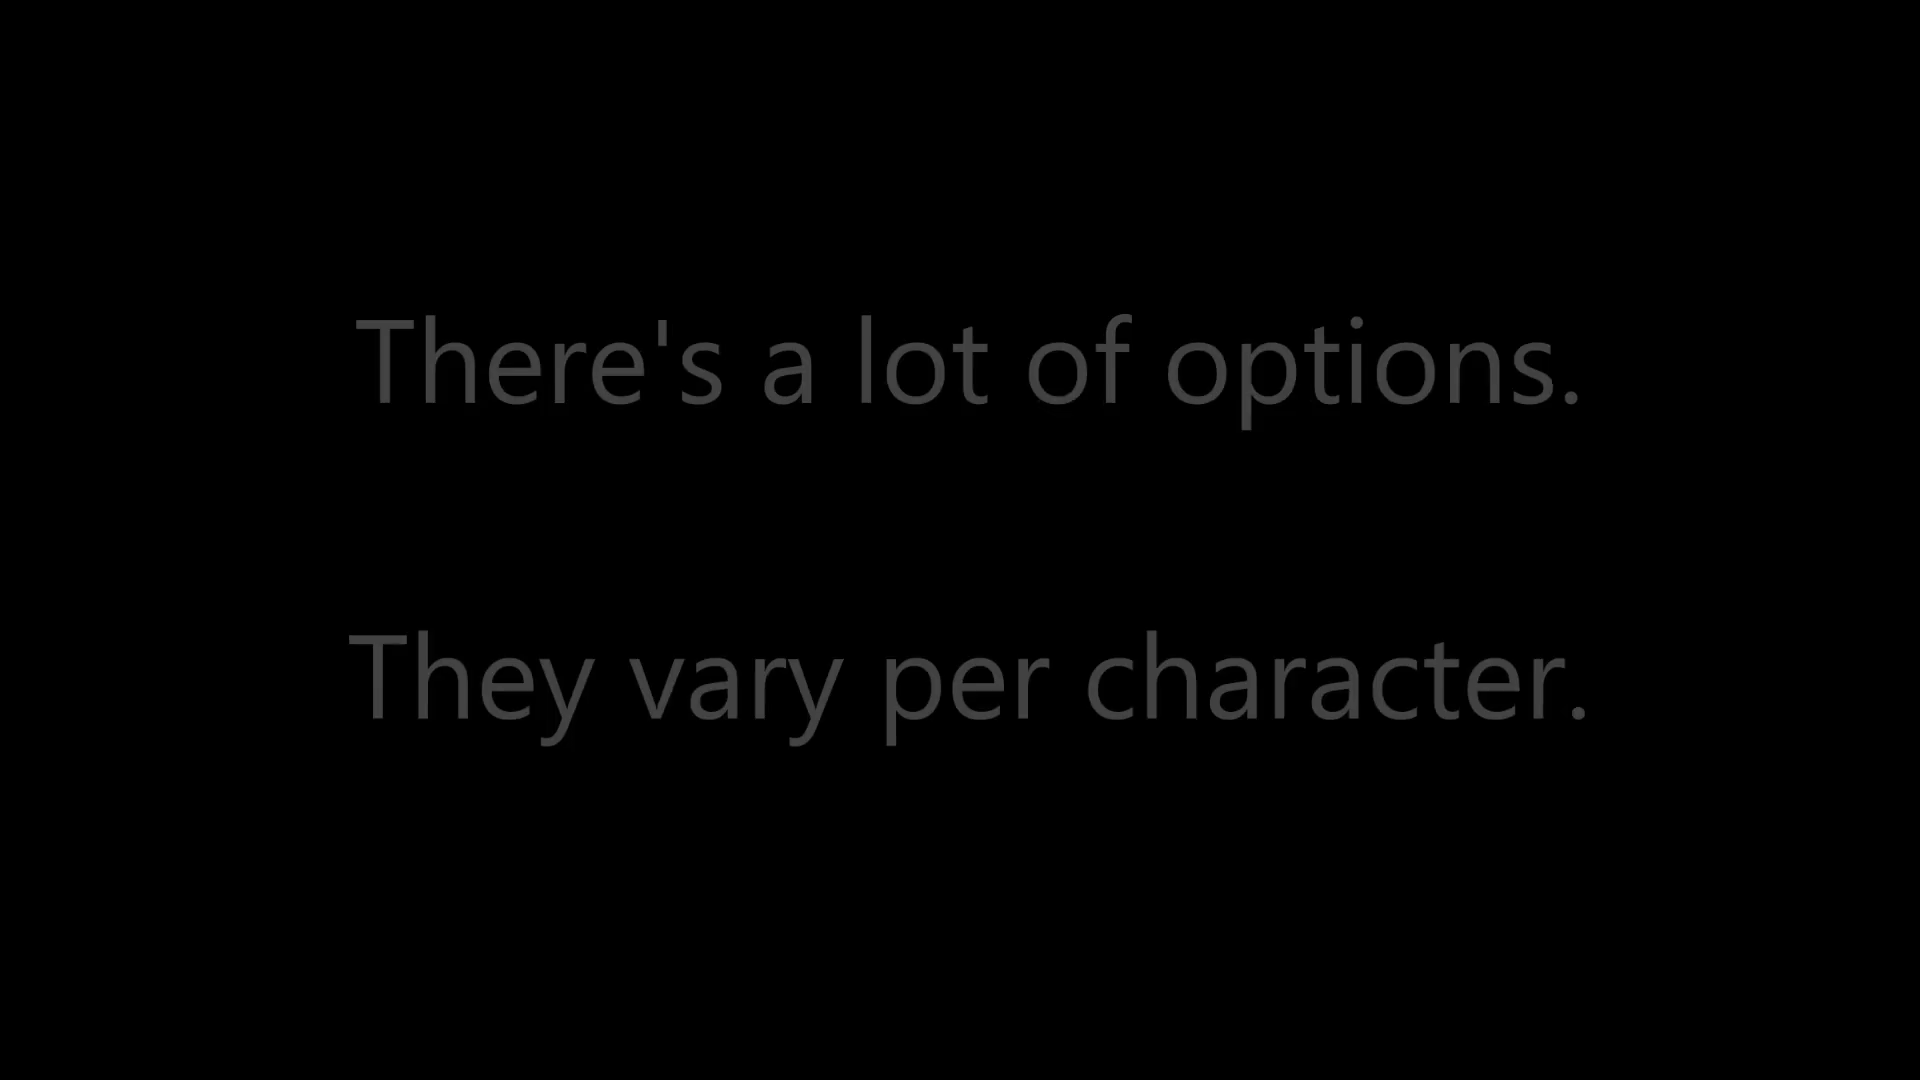 There's a lot of options.
They vary per character.